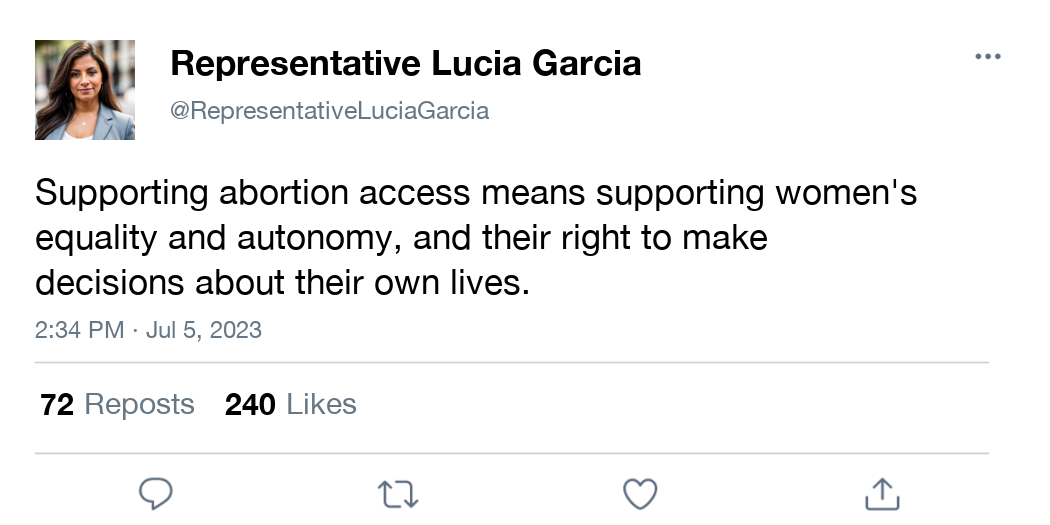 Representative Lucia Garcia
@RepresentativeLuciaGarcia
Supporting abortion access means supporting women's
equality and autonomy, and their right to make
decisions about their own lives.
2:34 PM · Jul 5, 2023
72 Reposts 240 Likes